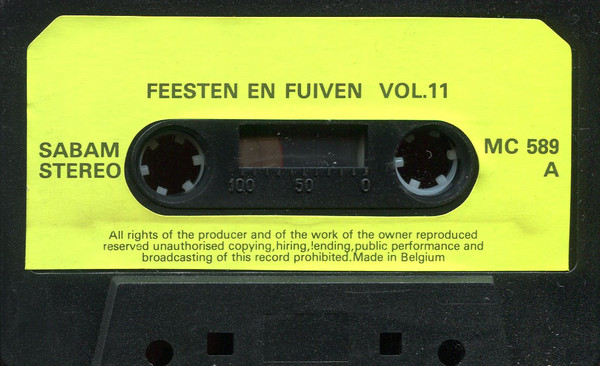 FEESTEN EN FUIVEN VOL.11
SABAM
STEREO
MC 589
A
100 50 0
All rights of the producer and of the work of the owner reproduced
reserved unauthorised copying,hiring,lending,public performance and
broadcasting of this record prohibited.Made in Belgium